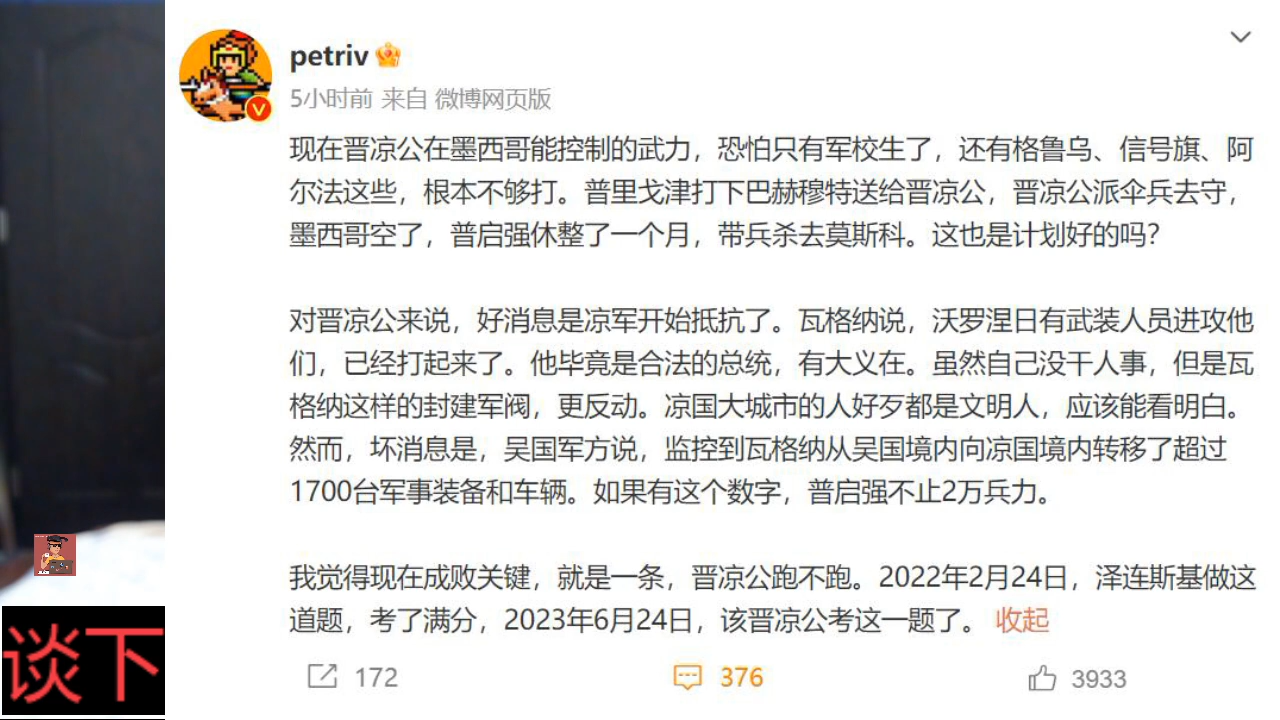 petriv
5小时前 来自 微博网页版
现在晋凉公在墨西哥能控制的武力，恐怕只有军校生了，还有格鲁乌、信号旗、阿
尔法这些，根本不够打。普里戈津打下巴赫穆特送给晋凉公，晋凉公派伞兵去守，
墨西哥空了，普启强休整了一个月，带兵杀去莫斯科。这也是计划好的吗？
对晋凉公来说，好消息是凉军开始抵抗了。瓦格纳说，沃罗涅日有武装人员进攻他
们，已经打起来了。他毕竟是合法的总统，有大义在。虽然自己没干人事，但是瓦
格纳这样的封建军阀，更反动。凉国大城市的人好歹都是文明人，应该能看明白。
然而，坏消息是，吴国军方说，监控到瓦格纳从吴国境内向凉国境内转移了超过
1700台军事装备和车辆。如果有这个数字，普启强不止2万兵力。
我觉得现在成败关键，就是一条，晋凉公跑不跑。2022年2月24日，泽连斯基做这
道题，考了满分，2023年6月24日，该晋凉公考这一题了。 收起
172
376
3933
谈下